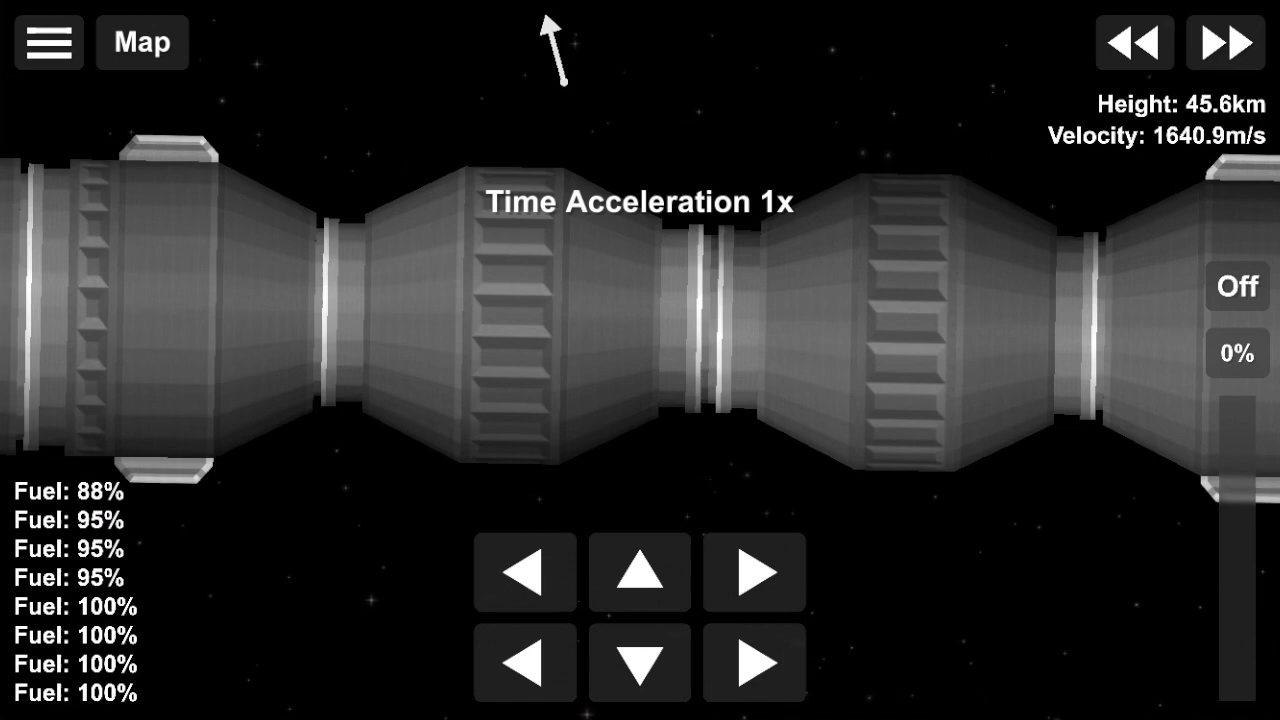 Map
Height: 45.6km
Velocity: 1640.9m/s
Time Acceleration 1x
Off
0%
Fuel: 88%
Fuel: 95%
Fuel: 95%
Fuel: 95%
Fuel: 100%
Fuel: 100%
Fuel: 100%
Fuel: 100%